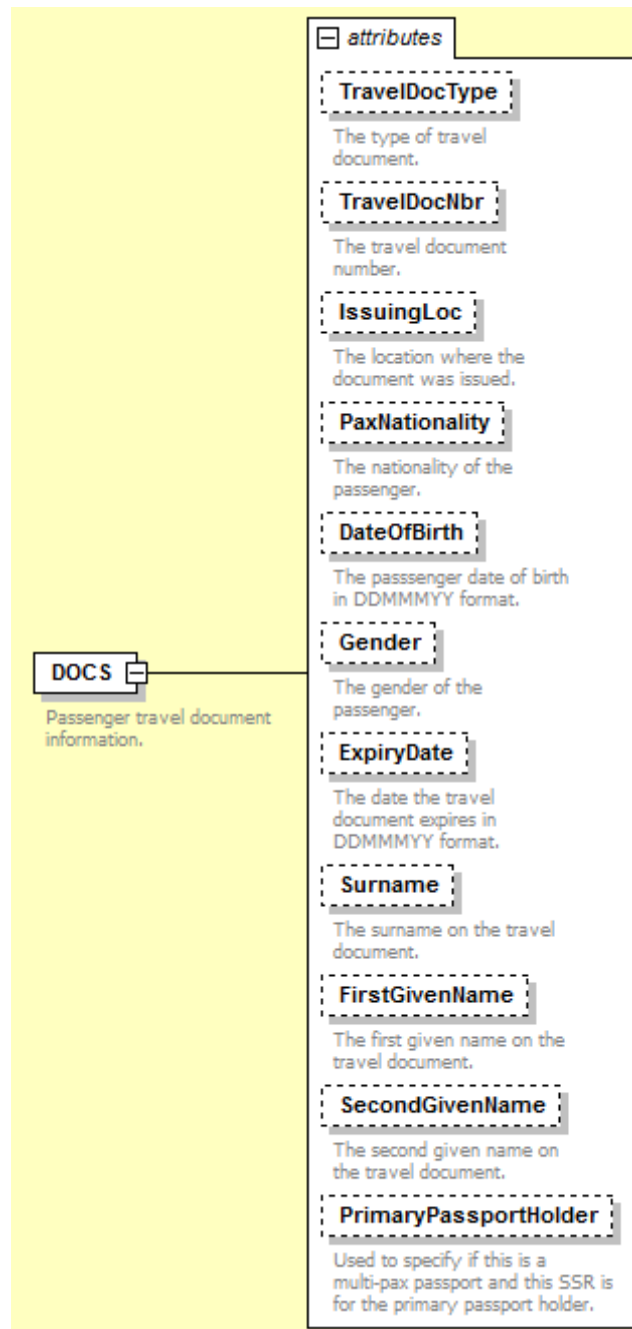 attributes
TravelDocType
The type of travel
document.
TravelDocNbr
The travel document
number.
IssuingLoc
The location where the
document was issued.
PaxNationality
The nationality of the
passenger.
DateOfBirth
The passsenger date of birth
in DDMMMYY format.
Gender
The gender of the
passenger.
DOCS
Passenger travel document
information.
ExpiryDate
The date the travel
document expires in
DDMMMYY format.
Surname
The surname on the travel
document.
FirstGivenName
The first given name on the
travel document.
SecondGivenName
The second given name on
the travel document.
PrimaryPassportHolder
Used to specify if this is a
multi-pax passport and this SSR is
for the primary passport holder.